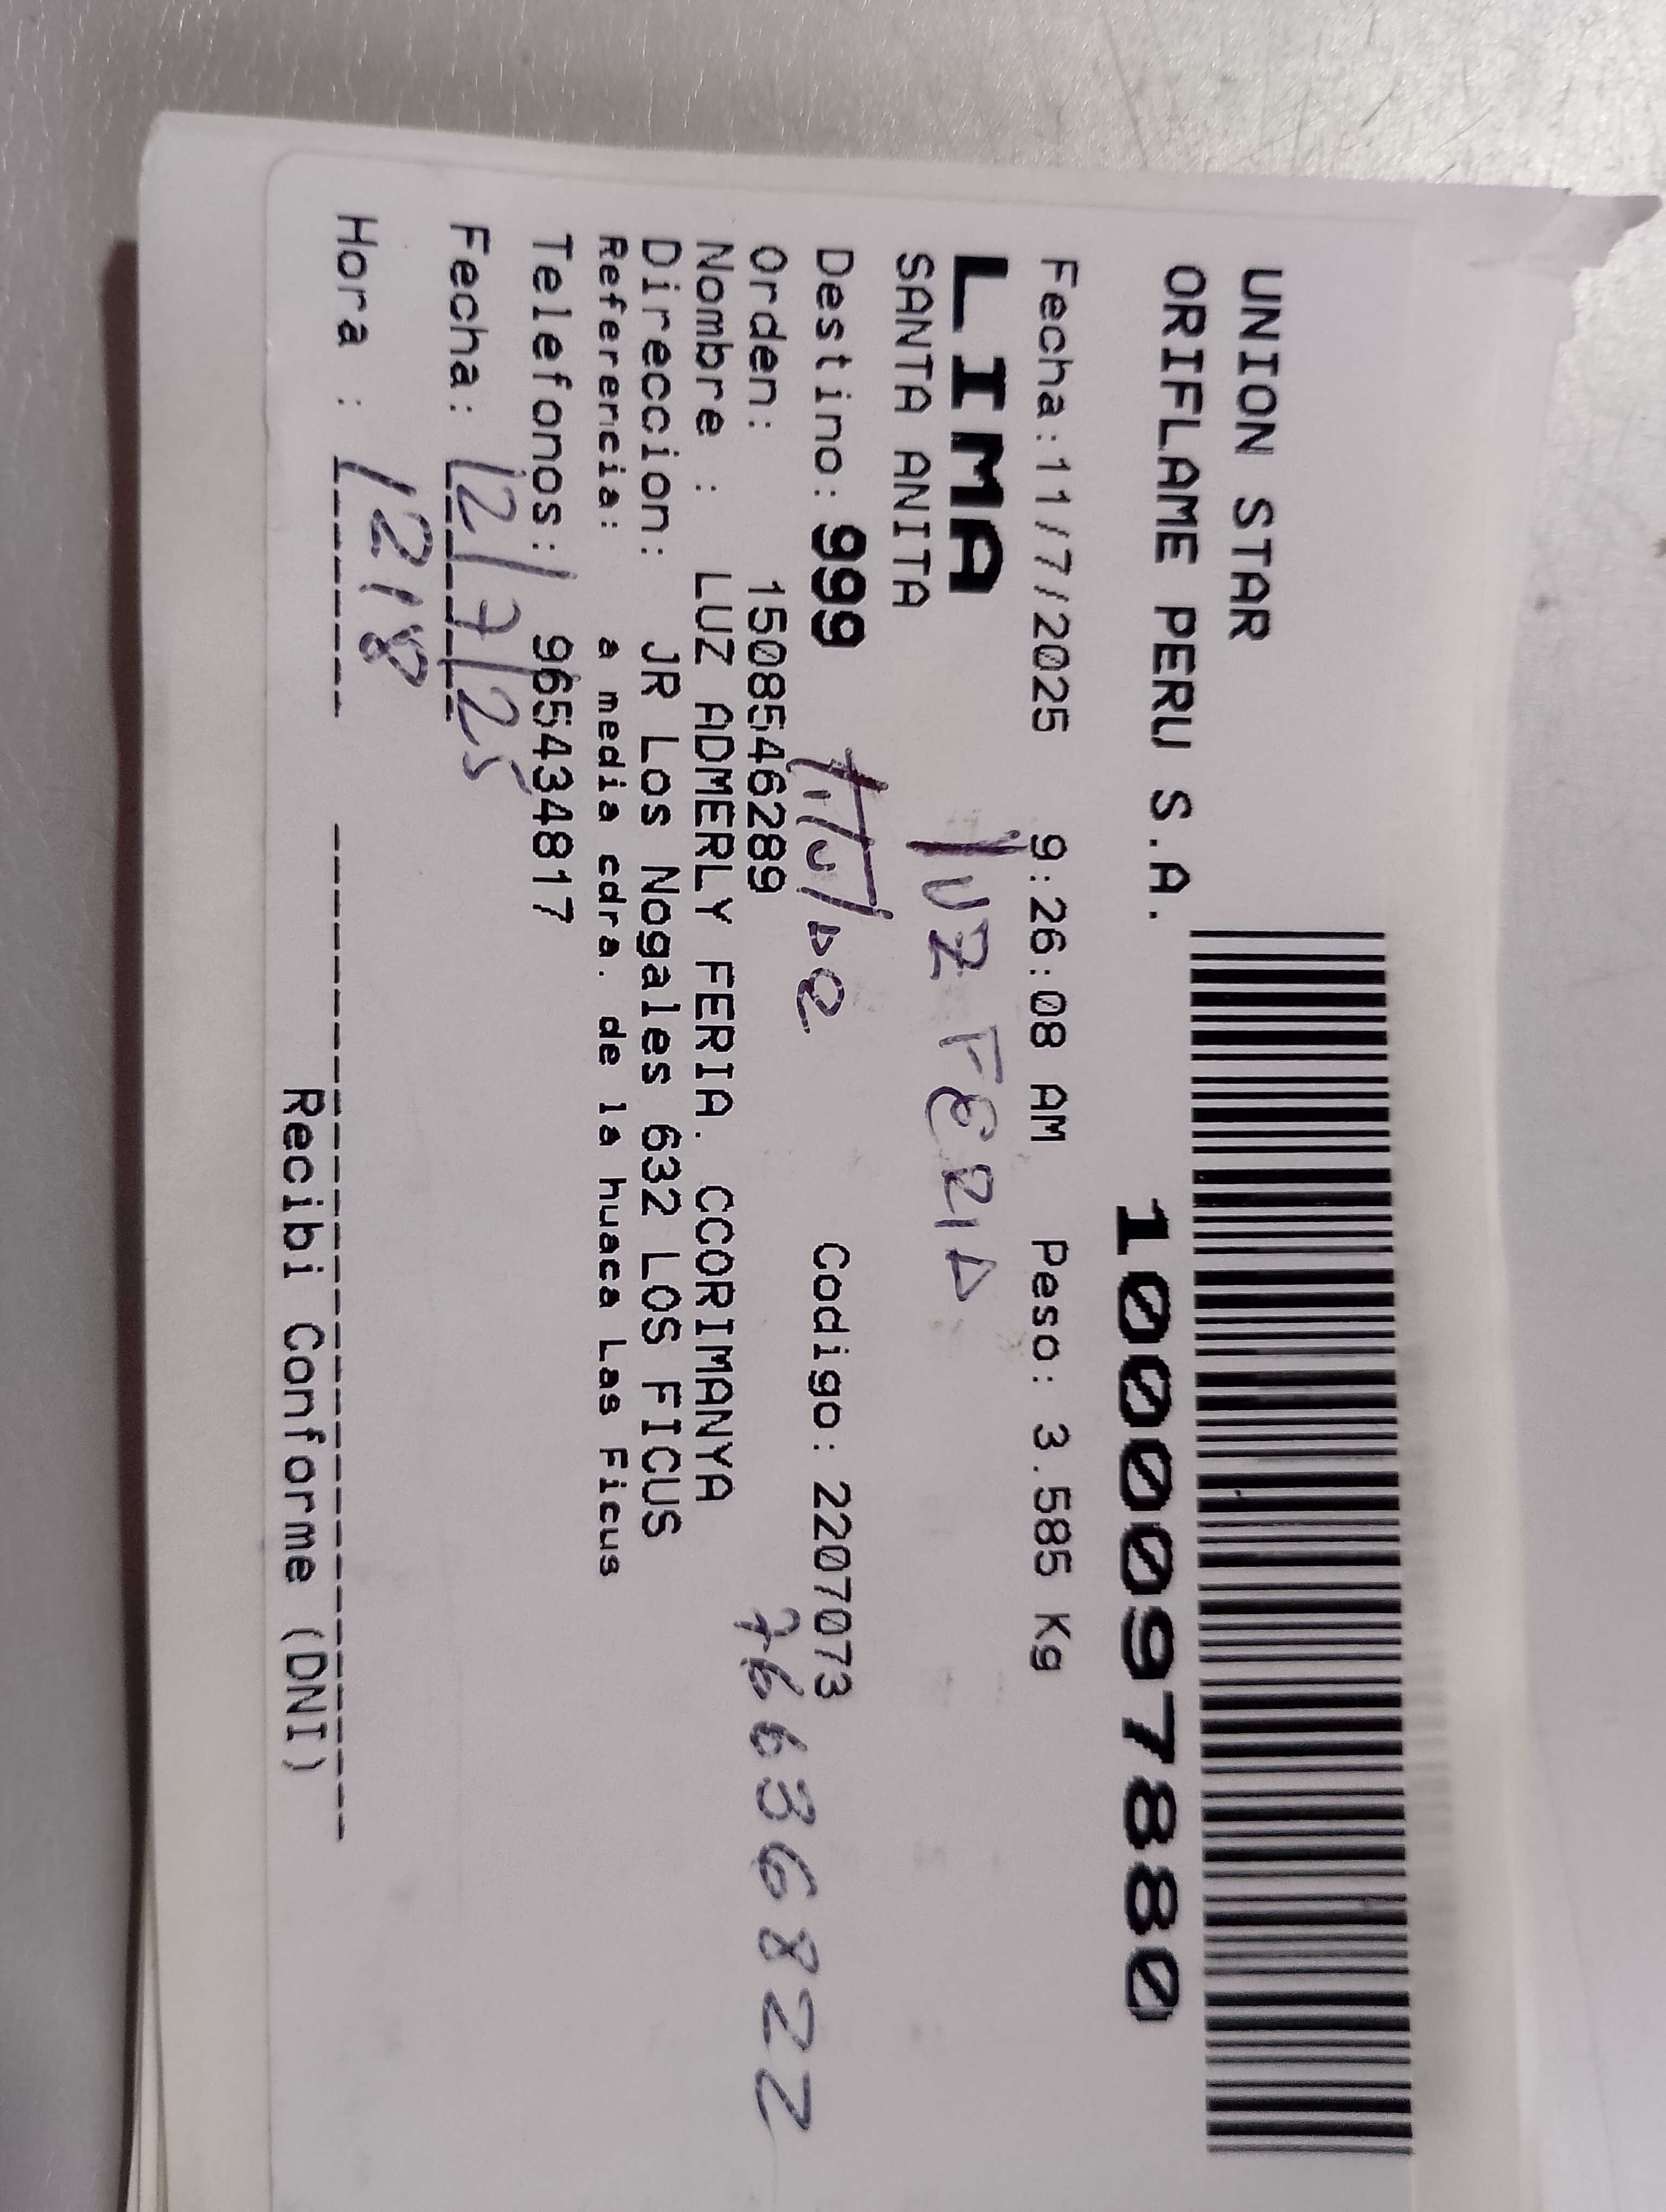 UNION STAR
ORIFLAME PERU S.A.
1000097880
Fecha:11/7/2025 9:26:08 AM Peso: 3.585 Kg
LIMA
LUZ FERIA
SANTA ANITA
Destino: 999 Codigo: 2207073
Titular
76636822
Orden: 1508546289
Nombre : LUZ ADMERLY FERIA. CCORIMANYA
Direccion: JR Los Nogales 632 LOS FICUS
Referencia: a media cdra. de la huaca Las Ficus
Telefonos: 965434817
Fecha: 12/7/25
Hora : 1218
Recibi Conforme (DNI)